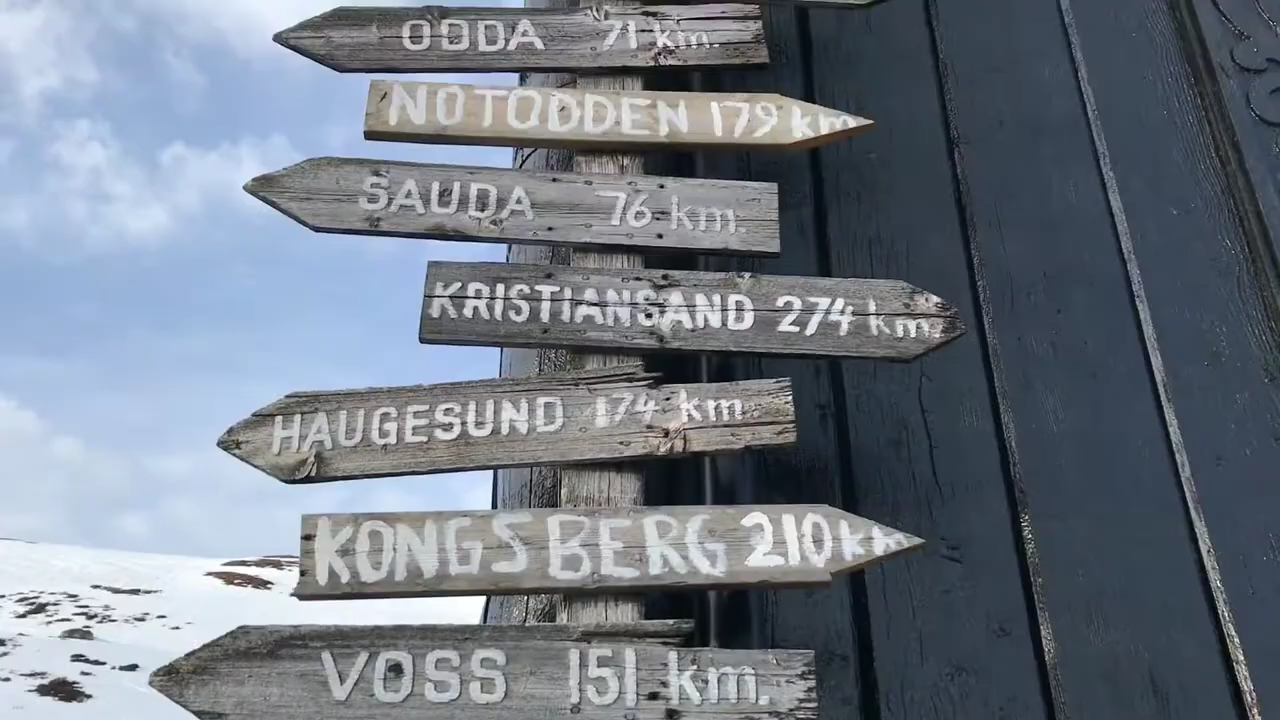 ODDA 71 km.
NOTODDEN 179 km
SAUDA 76 km.
KRISTIANSAND 274 km.
HAUGESUND 174 km.
KONGSBERG 210 km
VOSS 151 km.